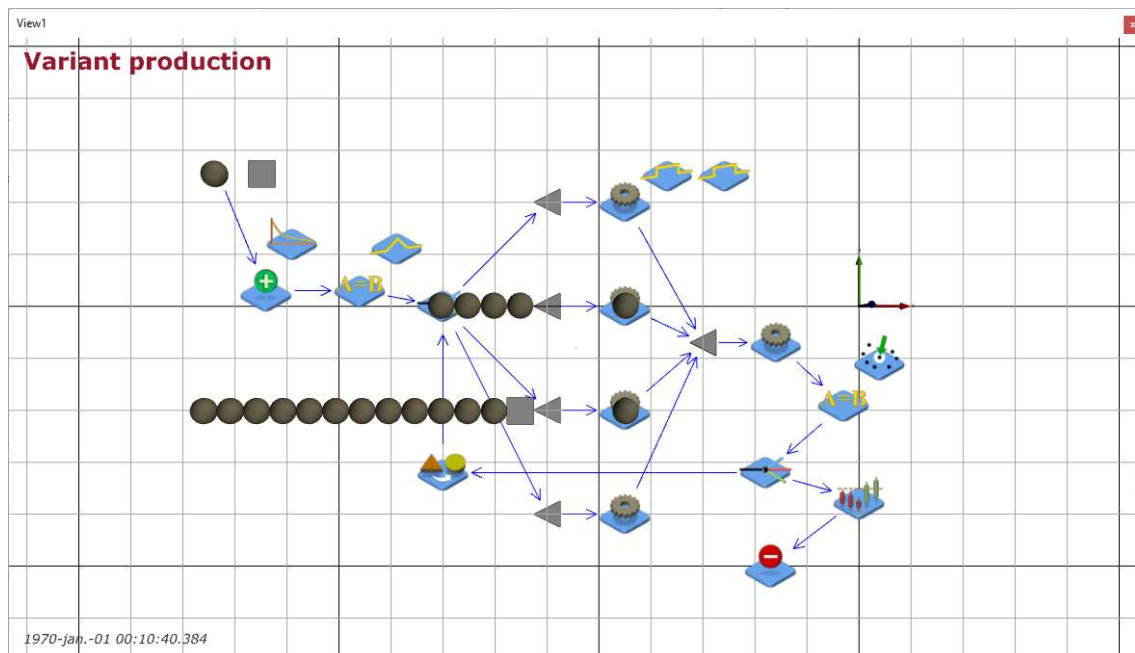 View1
x
Variant production
A=B
A=B
1970-jan.-01 00:10:40.384